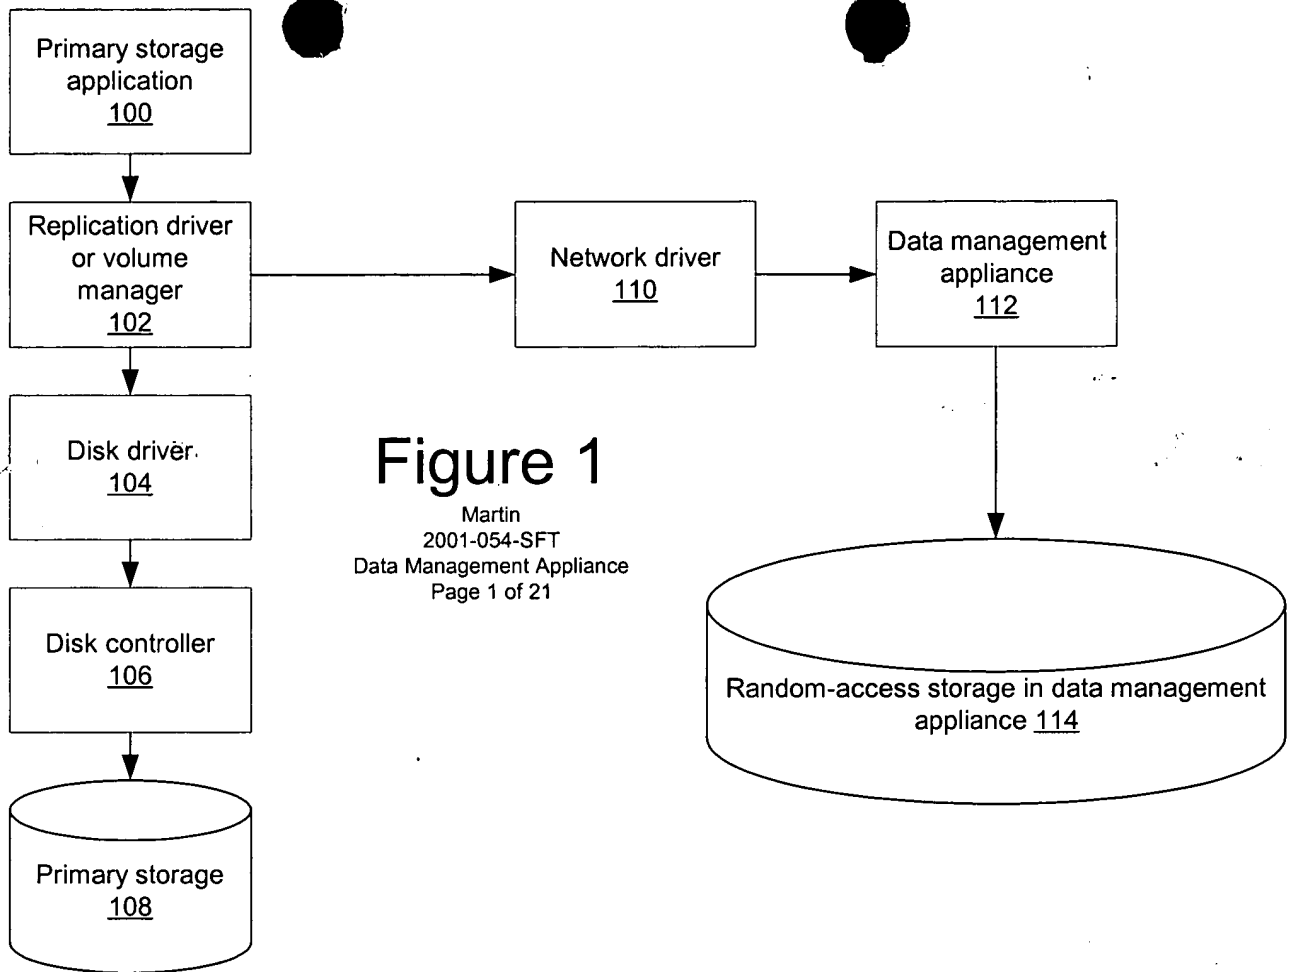 Primary storage
application
100
Replication driver
or volume
manager
102
Network driver
110
Data management
appliance
112
Disk driver
104
Figure 1
Martin
2001-054-SFT
Data Management Appliance
Page 1 of 21
Disk controller
106
Random-access storage in data management
appliance 114
Primary storage
108